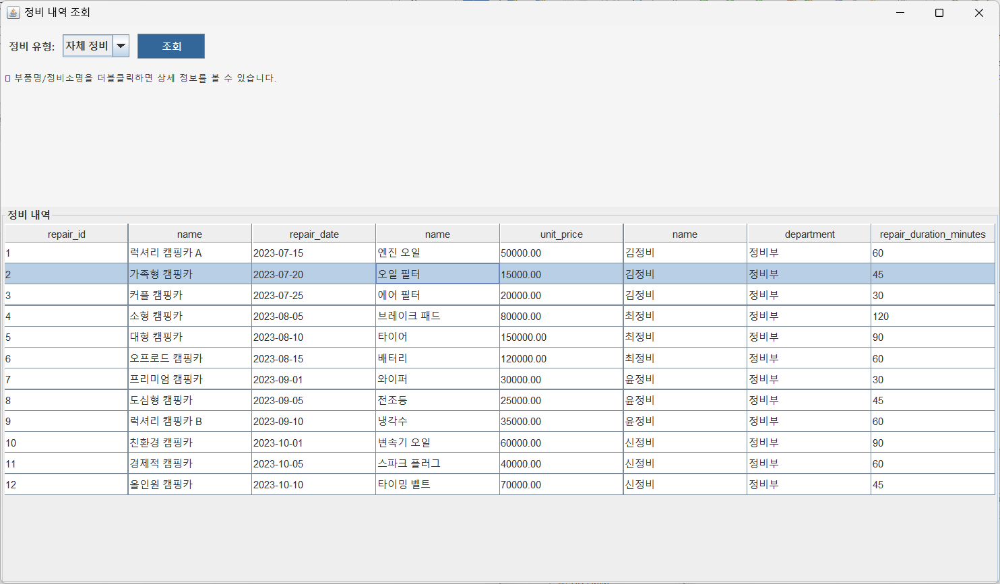 정비 내역 조회
정비 유형: 자체 정비 조회
▯ 부품명/정비소명을 더블클릭하면 상세 정보를 볼 수 있습니다.
정비 내역
repair_id name repair_date name unit_price name department repair_duration_minutes
1 럭셔리 캠핑카 A 2023-07-15 엔진 오일 50000.00 김정비 정비부 60
2 가족형 캠핑카 2023-07-20 오일 필터 15000.00 김정비 정비부 45
3 커플 캠핑카 2023-07-25 에어 필터 20000.00 김정비 정비부 30
4 소형 캠핑카 2023-08-05 브레이크 패드 80000.00 최정비 정비부 120
5 대형 캠핑카 2023-08-10 타이어 150000.00 최정비 정비부 90
6 오프로드 캠핑카 2023-08-15 배터리 120000.00 최정비 정비부 60
7 프리미엄 캠핑카 2023-09-01 와이퍼 30000.00 윤정비 정비부 30
8 도심형 캠핑카 2023-09-05 전조등 25000.00 윤정비 정비부 45
9 럭셔리 캠핑카 B 2023-09-10 냉각수 35000.00 윤정비 정비부 60
10 친환경 캠핑카 2023-10-01 변속기 오일 60000.00 신정비 정비부 90
11 경제적 캠핑카 2023-10-05 스파크 플러그 40000.00 신정비 정비부 60
12 올인원 캠핑카 2023-10-10 타이밍 벨트 70000.00 신정비 정비부 45